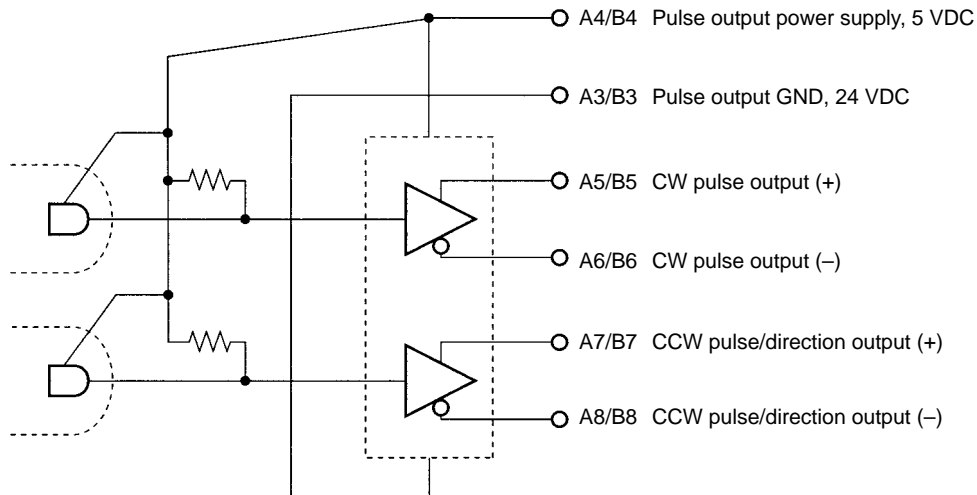 A4/B4 Pulse output power supply, 5 VDC
A3/B3 Pulse output GND, 24 VDC
A5/B5 CW pulse output (+)
A6/B6 CW pulse output (–)
A7/B7 CCW pulse/direction output (+)
A8/B8 CCW pulse/direction output (–)